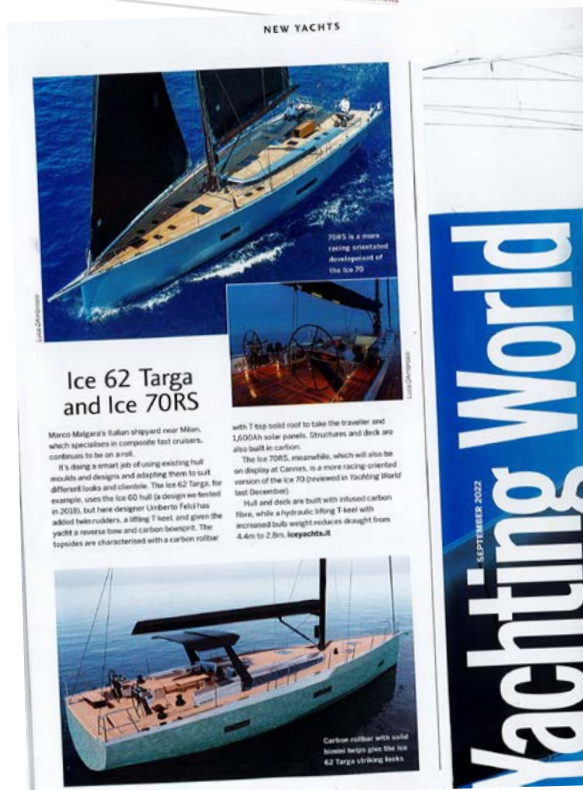 NEW YACHTS
70RS is a more
racing orientated
development of
the Ice 70
Luca D'Ambrosio
Luca D'Ambrosio
Ice 62 Targa
and Ice 70RS
Marco Malgara's Italian shipyard near Milan,
which specialises in composite fast cruisers,
continues to be on a roll.
It's doing a smart job of using existing hull
moulds and designs and adapting them to suit
different looks and clientele. The Ice 62 Targa, for
example, uses the Ice 60 hull (a design we tested
in 2018), but here designer Umberto Felci has
added twin rudders, a lifting T keel, and given the
yacht a reverse bow and carbon bowsprit. The
topsides are characterised with a carbon rollbar
with T-top solid roof to take the traveller and
1,600Ah solar panels. Structures and deck are
also built in carbon.
The Ice 70RS, meanwhile, which will also be
on display at Cannes, is a more racing-oriented
version of the Ice 70 (reviewed in Yachting World
last December).
Hull and deck are built with infused carbon
fibre, while a hydraulic lifting T-keel with
increased bulb weight reduces draught from
4.4m to 2.8m. iceyachts.it
Carbon rollbar with solid
bimini helps give the Ice
62 Targa striking looks
SEPTEMBER 2022
Yachting World